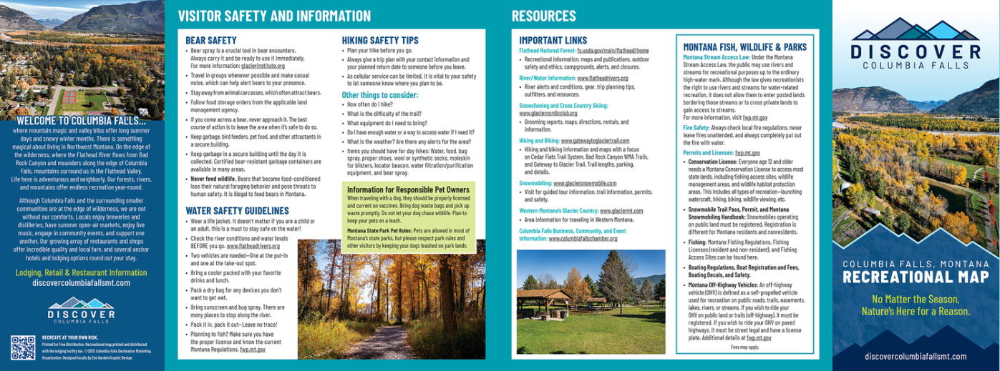 WELCOME TO COLUMBIA FALLS...
where mountain magic and valley bliss offer long summer
days and snowy winter months. There is something
magical about living in Northwest Montana. On the edge of
the wilderness, where the Flathead River flows from Bad
Rock Canyon and meanders along the edge of Columbia
Falls, mountains surround us in the Flathead Valley.
Life here is adventurous and neighborly. Our forests, rivers,
and mountains offer endless recreation year-round.
Although Columbia Falls and the surrounding smaller
communities are at the edge of wilderness, we are not
without our comforts. Locals enjoy breweries and
distilleries, have summer open-air markets, enjoy live
music, engage in community events, and support one
another. Our growing array of restaurants and shops
offer incredible quality and local fare, and several anchor
hotels and lodging options round out your stay.
Lodging, Retail & Restaurant Information
discovercolumbiafallsmt.com
DISCOVER
COLUMBIA FALLS
RECREATE AT YOUR OWN RISK.
Printed for Free Distribution. Recreational map printed and distributed
with the lodging facility tax. ©2025 Columbia Falls Destination Marketing
Organization. Designed locally by Zen Garden Graphic Design.
VISITOR SAFETY AND INFORMATION
BEAR SAFETY
• Bear spray is a crucial tool in bear encounters.
Always carry it and be ready to use it immediately.
For more information: glacierinstitute.org
• Travel in groups whenever possible and make casual
noise, which can help alert bears to your presence.
• Stay away from animal carcasses, which often attract bears.
• Follow food storage orders from the applicable land
management agency.
• If you come across a bear, never approach it. The best
course of action is to leave the area when it's safe to do so.
• Keep garbage, bird feeders, pet food, and other attractants in
a secure building.
• Keep garbage in a secure building until the day it is
collected. Certified bear-resistant garbage containers are
available in many areas.
• Never feed wildlife. Bears that become food-conditioned
lose their natural foraging behavior and pose threats to
human safety. It is illegal to feed bears in Montana.
WATER SAFETY GUIDELINES
• Wear a life jacket. It doesn't matter if you are a child or
an adult, this is a must to stay safe on the water!
• Check the river conditions and water levels
BEFORE you go. www.flatheadrivers.org
• Two vehicles are needed—One at the put-in
and one at the take-out spot.
• Bring a cooler packed with your favorite
drinks and lunch.
• Pack a dry bag for any devices you don't
want to get wet.
• Bring sunscreen and bug spray. There are
many places to stop along the river.
• Pack it in, pack it out—Leave no trace!
• Planning to fish? Make sure you have
the proper license and know the current
Montana Regulations. fwp.mt.gov
HIKING SAFETY TIPS
• Plan your hike before you go.
• Always give a trip plan with your contact information and
your planned return date to someone before you leave.
• As cellular service can be limited, it is vital to your safety
to let someone know where you plan to be.
Other things to consider:
• How often do I hike?
• What is the difficulty of the trail?
• What equipment do I need to bring?
• Do I have enough water or a way to access water if I need it?
• What is the weather? Are there any alerts for the area?
• Items you should have for day hikes: Water, food, bug
spray, proper shoes, wool or synthetic socks, moleskin
for blisters, locator beacon, water filtration/purification
equipment, and bear spray.
Information for Responsible Pet Owners
When traveling with a dog, they should be properly licensed
and current on vaccines. Bring dog waste bags and pick up
waste promptly. Do not let your dog chase wildlife. Plan to
keep your pets on a leash.
Montana State Park Pet Rules: Pets are allowed in most of
Montana's state parks, but please respect park rules and
other visitors by keeping your dogs leashed on park lands.
RESOURCES
IMPORTANT LINKS
Flathead National Forest: fs.usda.gov/main/flathead/home
• Recreational information, maps and publications, outdoor
safety and ethics, campgrounds, alerts, and closures.
River/Water Information: www.flatheadrivers.org
• River alerts and conditions, gear, trip planning tips,
outfitters, and resources.
Snowshoeing and Cross Country Skiing:
www.glaciernordicclub.org
• Grooming reports, maps, directions, rentals, and
information.
Hiking and Biking: www.gatewaytoglaciertrail.com
• Hiking and biking information and maps with a focus
on Cedar Flats Trail System, Bad Rock Canyon WMA Trails,
and Gateway to Glacier Trail. Trail lengths, parking,
and details.
Snowmobiling: www.glaciersnowmobile.com
• Visit for guided tour information, trail information, permits,
and safety.
Western Montana's Glacier Country: www.glaciermt.com
• Area information for traveling in Western Montana.
Columbia Falls Business, Community, and Event
Information: www.columbiafallschamber.org
MONTANA FISH, WILDLIFE & PARKS
Montana Stream Access Law: Under the Montana
Stream Access Law, the public may use rivers and
streams for recreational purposes up to the ordinary
high-water mark. Although the law gives recreationists
the right to use rivers and streams for water-related
recreation, it does not allow them to enter posted lands
bordering those streams or to cross private lands to
gain access to streams.
For more information, visit fwp.mt.gov
Fire Safety: Always check local fire regulations, never
leave fires unattended, and always completely put out
the fire with water.
Permits and Licenses: fwp.mt.gov
• Conservation License: Everyone age 12 and older
needs a Montana Conservation License to access most
state lands, including fishing access sites, wildlife
management areas, and wildlife habitat protection
areas. This includes all types of recreation—launching
watercraft, hiking, biking, wildlife viewing, etc.
• Snowmobile Trail Pass, Permit, and Montana
Snowmobiling Handbook: Snowmobiles operating
on public land must be registered. Registration is
different for Montana residents and nonresidents.
• Fishing: Montana Fishing Regulations, Fishing
Licenses (resident and non-resident), and Fishing
Access Sites can be found here.
• Boating Regulations, Boat Registration and Fees,
Boating Decals, and Safety.
• Montana Off-Highway Vehicles: An off-highway
vehicle (OHV) is defined as a self-propelled vehicle
used for recreation on public roads, trails, easements,
lakes, rivers, or streams. If you wish to ride your
OHV on public land or trails (off-highway), it must be
registered. If you wish to ride your OHV on paved
highways. It must be street legal and have a license
plate. Additional details at fwp.mt.gov
Fees may apply.
DISCOVER
COLUMBIA FALLS
COLUMBIA FALLS, MONTANA
RECREATIONAL MAP
No Matter the Season,
Nature's Here for a Reason.
discovercolumbiafallsmt.com